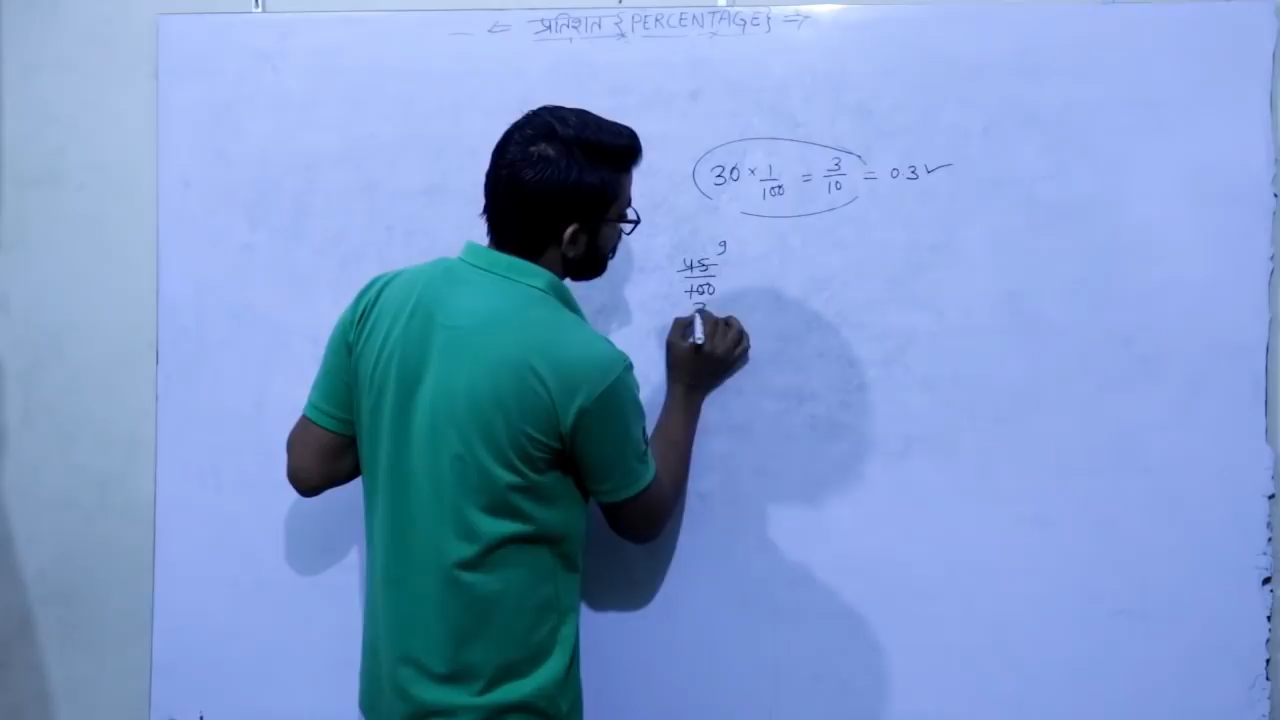 ← प्रतिशत {PERCENTAGE} →
30 × 1/100 = 3/10 = 0.3 ✓
45/100 9